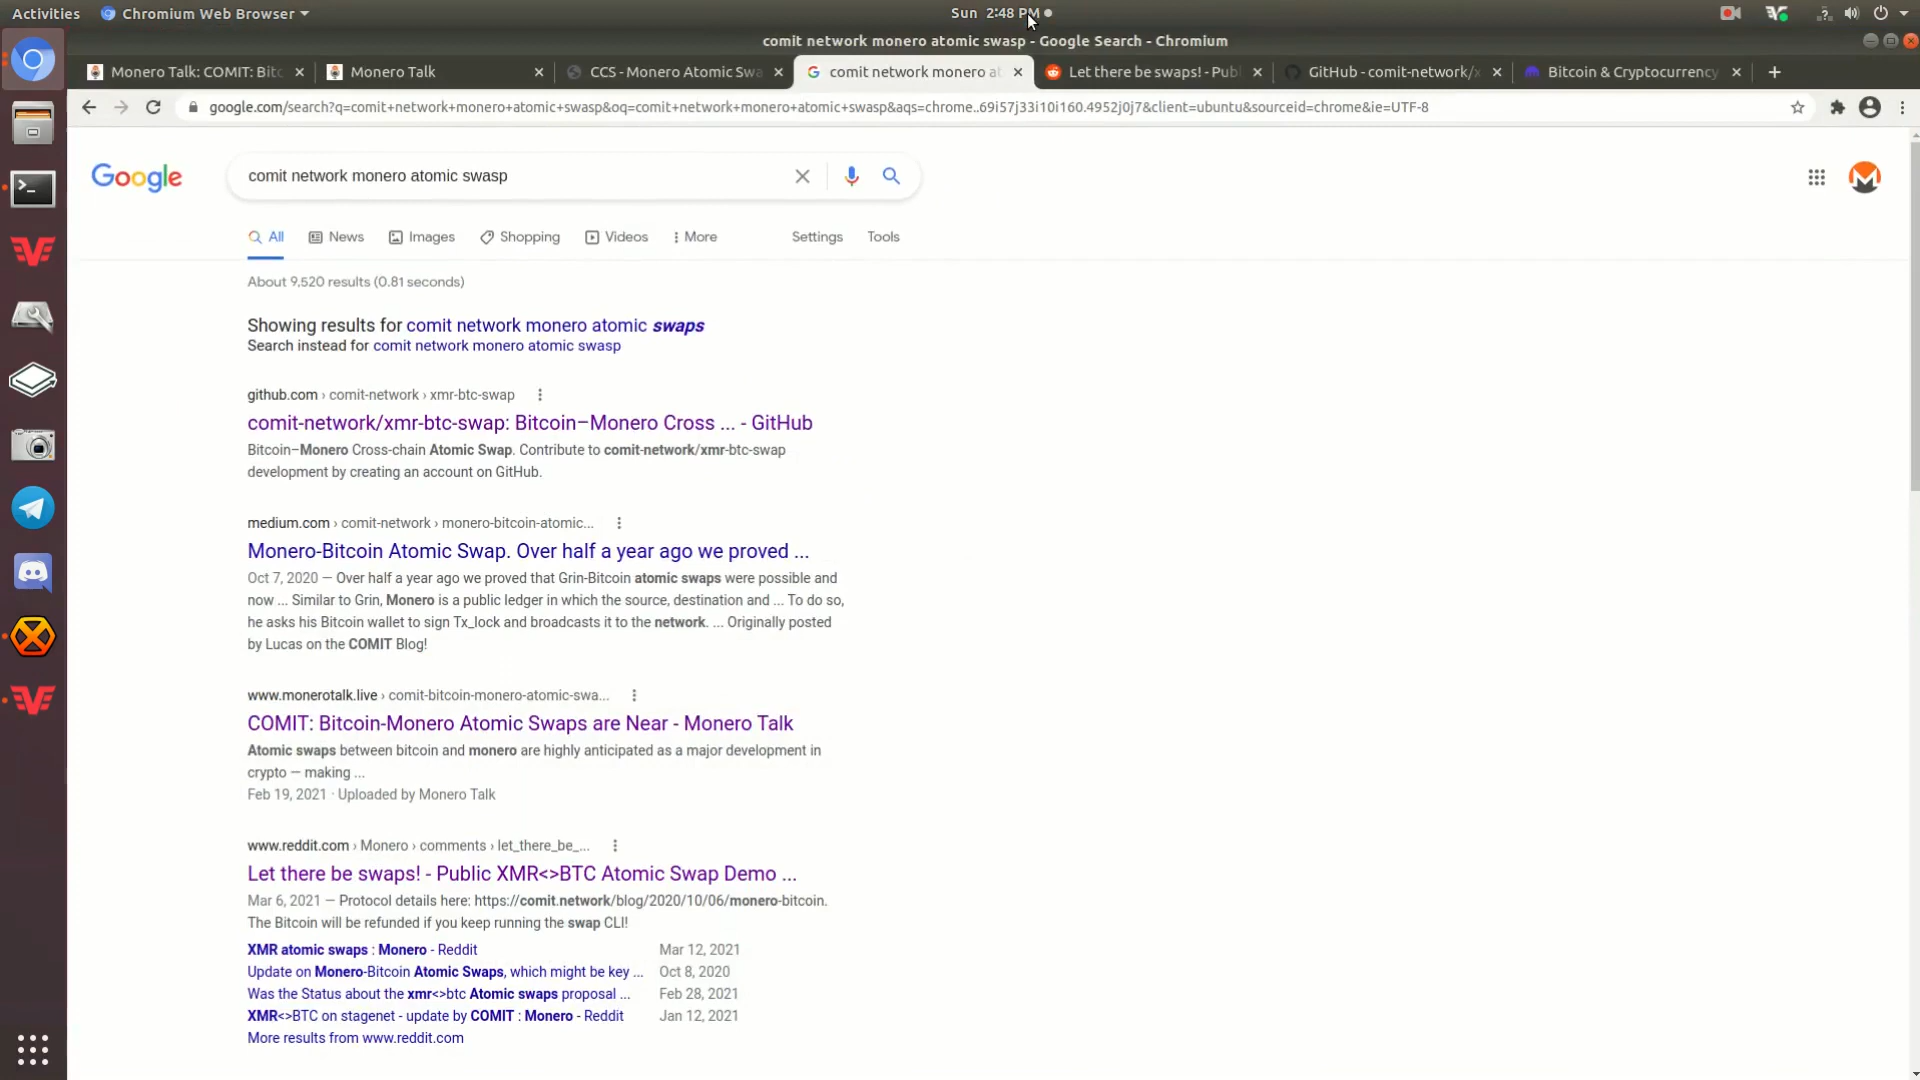 Activities
Chromium Web Browser
Sun 2:48 PM
comit network monero atomic swasp - Google Search - Chromium
Monero Talk: COMIT: Bitc
Monero Talk
CCS - Monero Atomic Swa
comit network monero at
Let there be swaps! - Publ
GitHub - comit-network/x
Bitcoin & Cryptocurrency
google.com/search?q=comit+network+monero+atomic+swasp&oq=comit+network+monero+atomic+swasp&aqs=chrome..69i57j33i10i160.4952j0j7&client=ubuntu&sourceid=chrome&ie=UTF-8
Google
comit network monero atomic swasp
All
News
Images
Shopping
Videos
More
Settings
Tools
About 9,520 results (0.81 seconds)
Showing results for comit network monero atomic swaps
Search instead for comit network monero atomic swasp
github.com › comit-network › xmr-btc-swap
comit-network/xmr-btc-swap: Bitcoin–Monero Cross ... - GitHub
Bitcoin–Monero Cross-chain Atomic Swap. Contribute to comit-network/xmr-btc-swap
development by creating an account on GitHub.
medium.com › comit-network › monero-bitcoin-atomic...
Monero-Bitcoin Atomic Swap. Over half a year ago we proved ...
Oct 7, 2020 — Over half a year ago we proved that Grin-Bitcoin atomic swaps were possible and
now ... Similar to Grin, Monero is a public ledger in which the source, destination and ... To do so,
he asks his Bitcoin wallet to sign Tx_lock and broadcasts it to the network. ... Originally posted
by Lucas on the COMIT Blog!
www.monerotalk.live › comit-bitcoin-monero-atomic-swa...
COMIT: Bitcoin-Monero Atomic Swaps are Near - Monero Talk
Atomic swaps between bitcoin and monero are highly anticipated as a major development in
crypto — making ...
Feb 19, 2021 · Uploaded by Monero Talk
www.reddit.com › Monero › comments › let_there_be_...
Let there be swaps! - Public XMR<>BTC Atomic Swap Demo ...
Mar 6, 2021 — Protocol details here: https://comit.network/blog/2020/10/06/monero-bitcoin.
The Bitcoin will be refunded if you keep running the swap CLI!
XMR atomic swaps : Monero - Reddit Mar 12, 2021
Update on Monero-Bitcoin Atomic Swaps, which might be key ... Oct 8, 2020
Was the Status about the xmr<>btc Atomic swaps proposal ... Feb 28, 2021
XMR<>BTC on stagenet - update by COMIT : Monero - Reddit Jan 12, 2021
More results from www.reddit.com